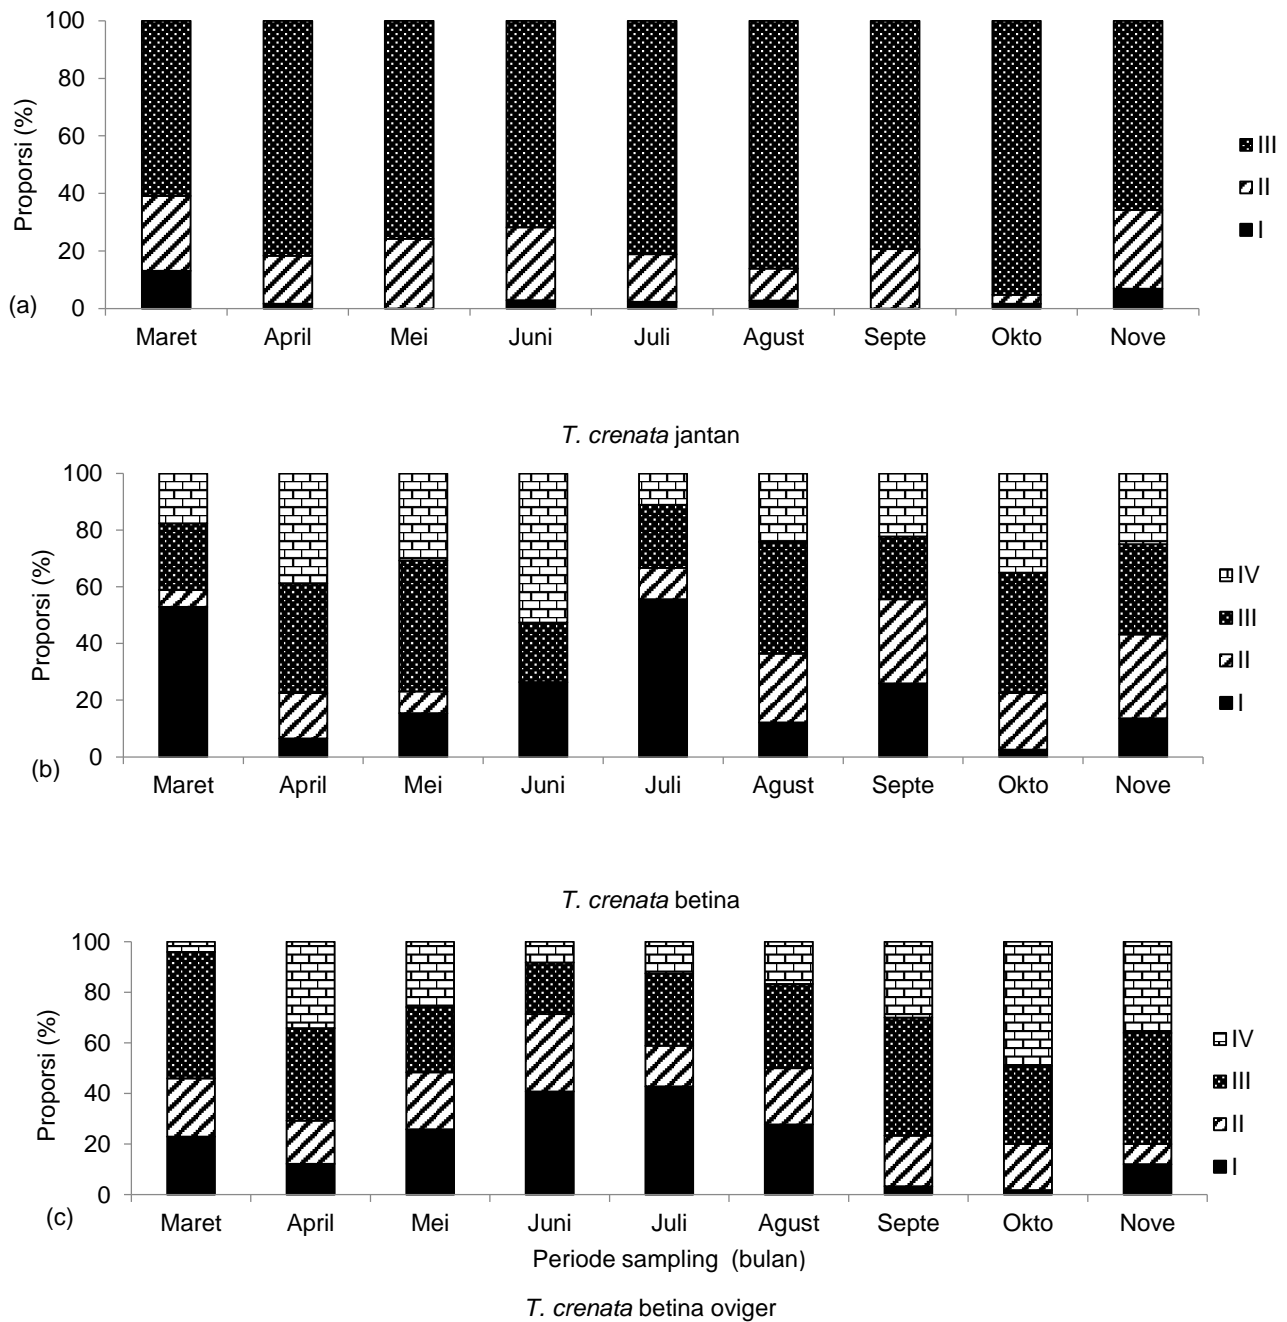 100
80
60
40
20
0
Proporsi (%)
(a)
Maret April Mei Juni Juli Agust Septe Okto Nove
III
II
I
T. crenata jantan
100
80
60
40
20
0
Proporsi (%)
(b)
Maret April Mei Juni Juli Agust Septe Okto Nove
IV
III
II
I
T. crenata betina
100
80
60
40
20
0
Proporsi (%)
(c)
Maret April Mei Juni Juli Agust Septe Okto Nove
IV
III
II
I
Periode sampling (bulan)
T. crenata betina oviger